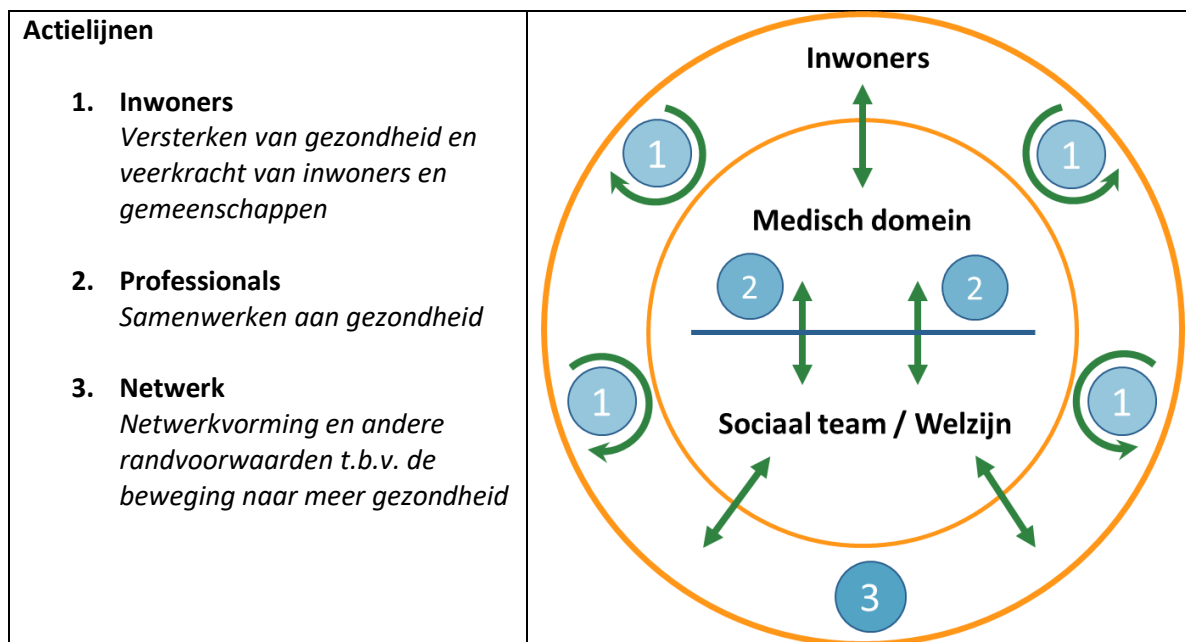 Actielijnen
1. Inwoners
Versterken van gezondheid en
veerkracht van inwoners en
gemeenschappen
2. Professionals
Samenwerken aan gezondheid
3. Netwerk
Netwerkvorming en andere
randvoorwaarden t.b.v. de
beweging naar meer gezondheid
Inwoners
1
1
Medisch domein
2
2
1
1
Sociaal team / Welzijn
3